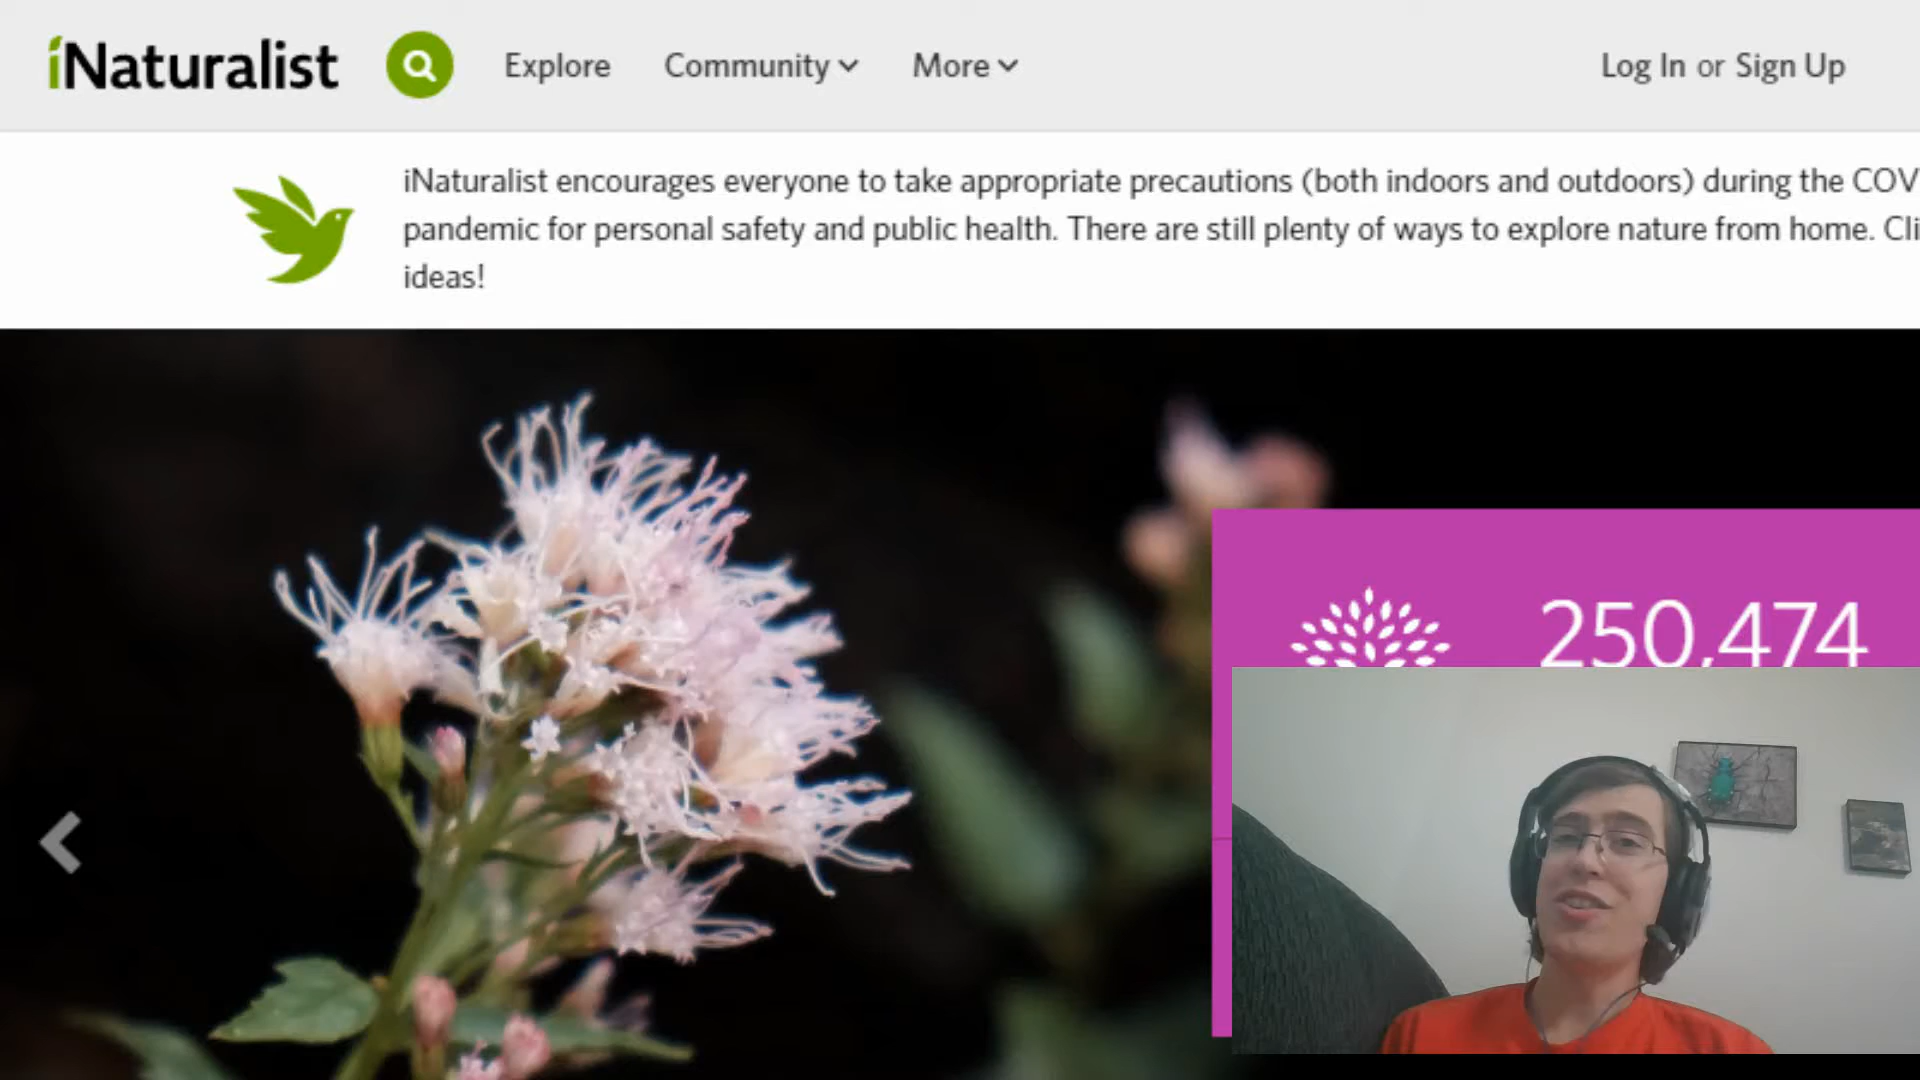 iNaturalist Explore Community More Log In or Sign Up
iNaturalist encourages everyone to take appropriate precautions (both indoors and outdoors) during the COV
pandemic for personal safety and public health. There are still plenty of ways to explore nature from home. Cli
ideas!
250,474